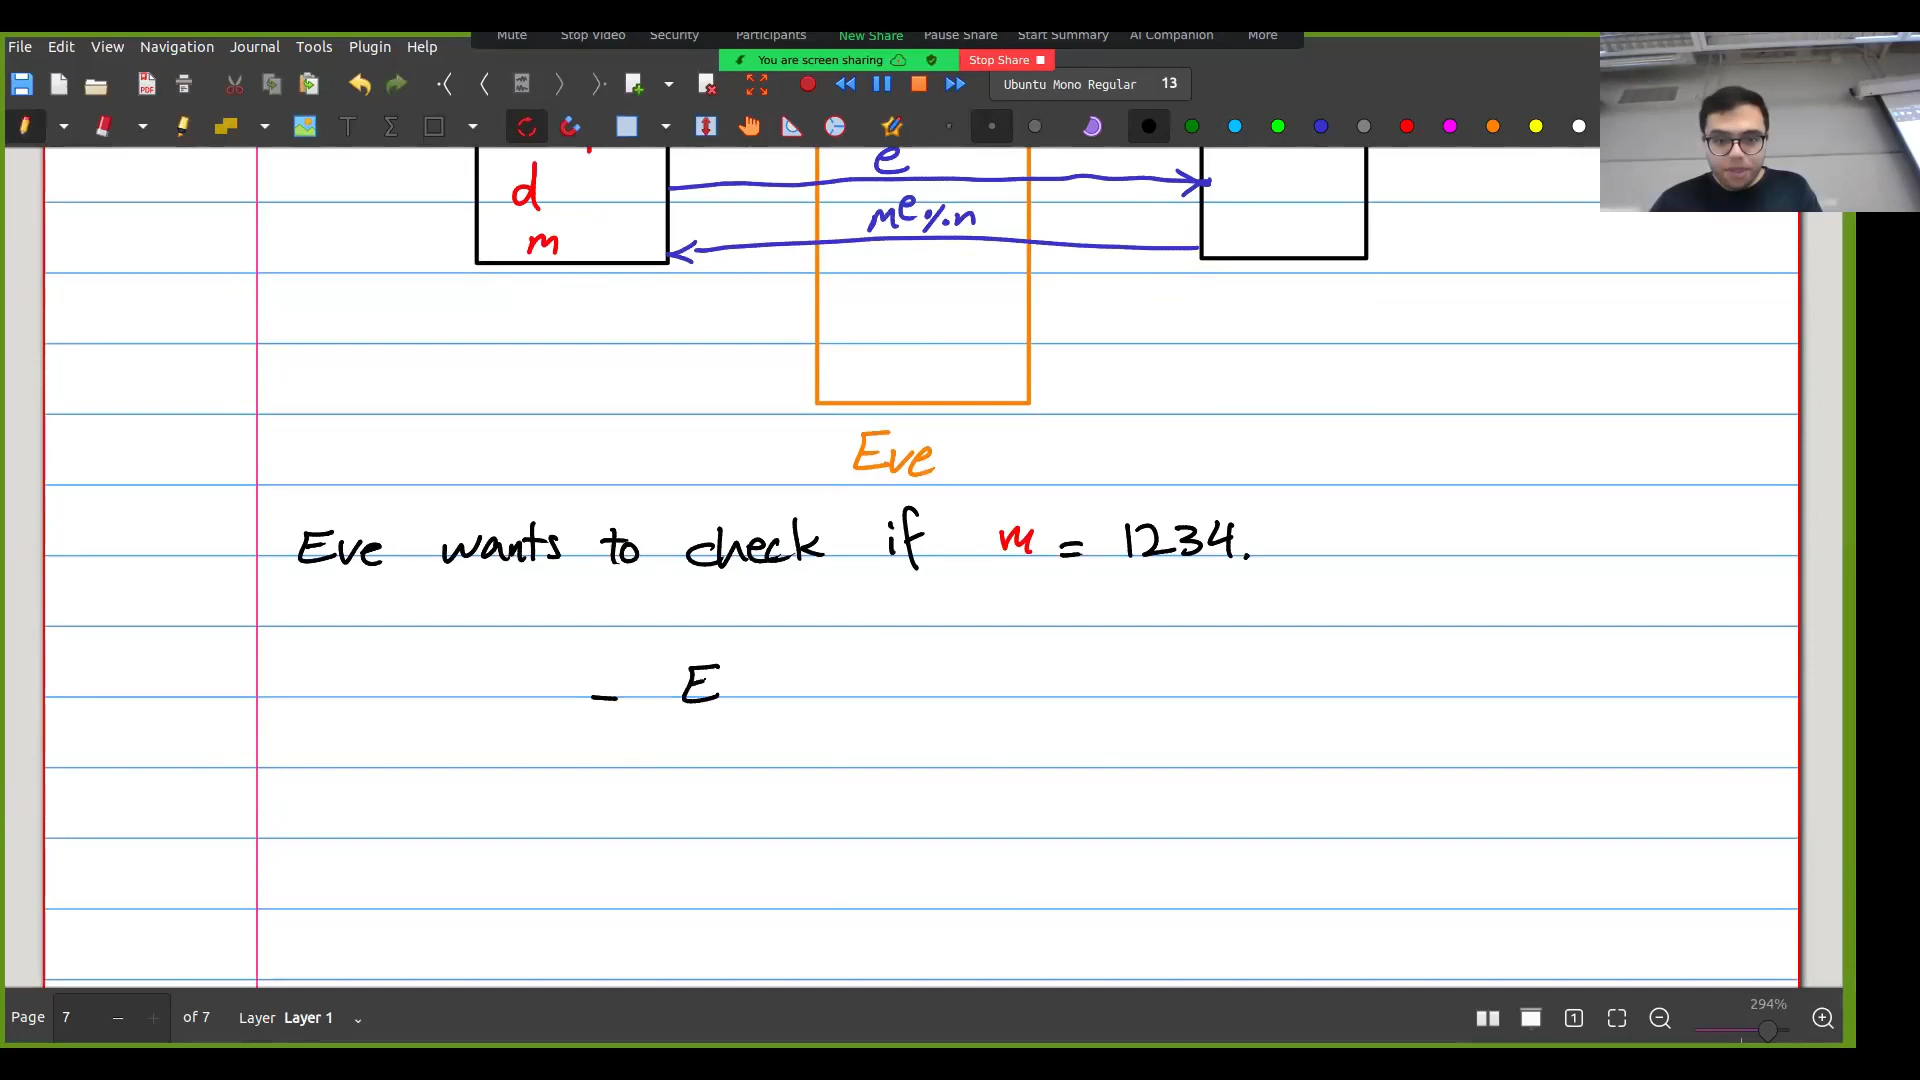 Mute Stop Video Security Participants New Share Pause Share Start Summary AI Companion More
File Edit View Navigation Journal Tools Plugin Help
You are screen sharing Stop Share
Ubuntu Mono Regular 13
e
d
m^e % n
m
Eve
Eve wants to check if m = 1234.
- E
Page 7 of 7 Layer Layer 1
294%